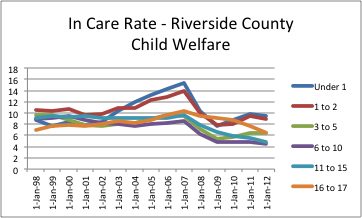 In Care Rate - Riverside County
Child Welfare
18
16
14
12
10
8
6
4
2
0
1-Jan-98
1-Jan-99
1-Jan-00
1-Jan-01
1-Jan-02
1-Jan-03
1-Jan-04
1-Jan-05
1-Jan-06
1-Jan-07
1-Jan-08
1-Jan-09
1-Jan-10
1-Jan-11
1-Jan-12
Under 1
1 to 2
3 to 5
6 to 10
11 to 15
16 to 17